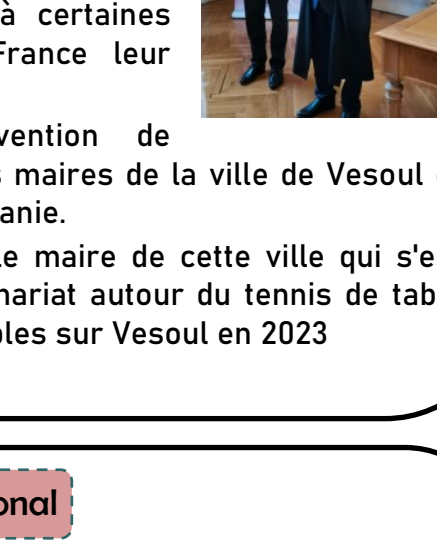 à certaines
France leur
vention de
s maires de la ville de Vesoul
anie.
le maire de cette ville qui s'e
nariat autour du tennis de tab
bles sur Vesoul en 2023
onal